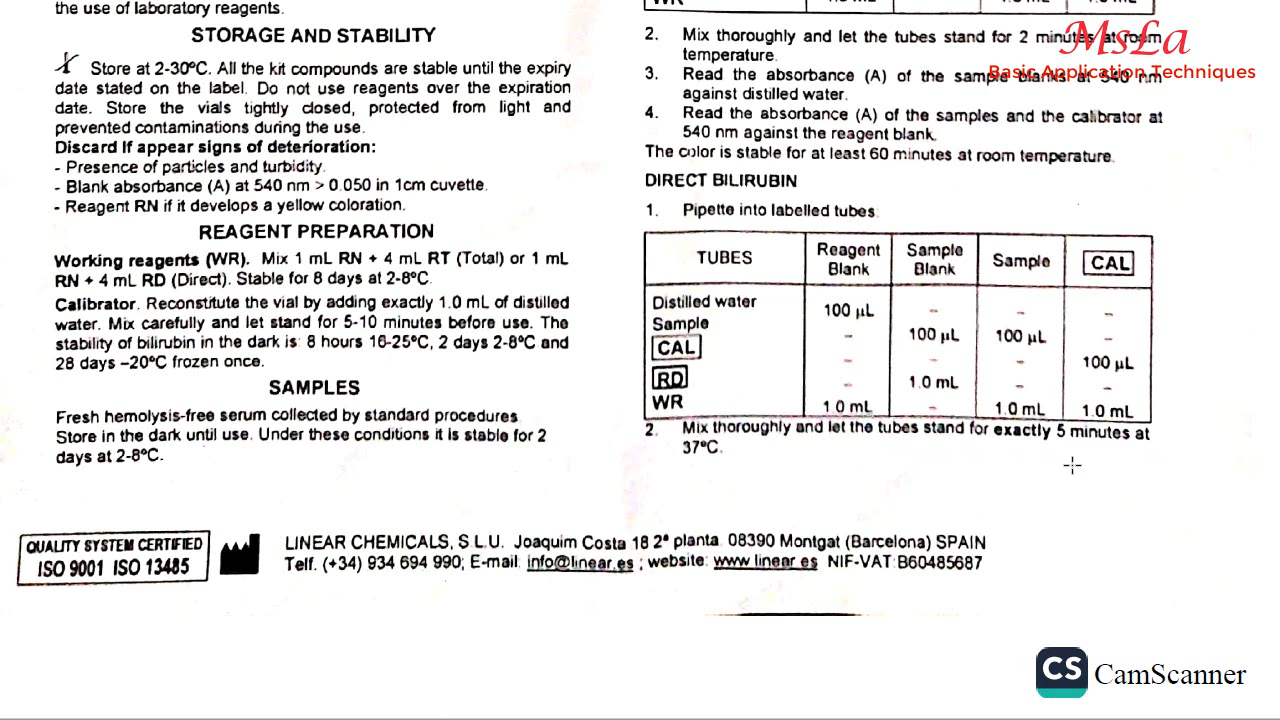 the use of laboratory reagents.
STORAGE AND STABILITY
Store at 2-30ºC. All the kit compounds are stable until the expiry
date stated on the label. Do not use reagents over the expiration
date. Store the vials tightly closed, protected from light and
prevented contaminations during the use.
Discard If appear signs of deterioration:
- Presence of particles and turbidity.
- Blank absorbance (A) at 540 nm > 0.050 in 1cm cuvette.
- Reagent RN if it develops a yellow coloration.
REAGENT PREPARATION
Working reagents (WR). Mix 1 mL RN + 4 mL RT (Total) or 1 mL
RN + 4 mL RD (Direct). Stable for 8 days at 2-8ºC.
Calibrator. Reconstitute the vial by adding exactly 1.0 mL of distilled
water. Mix carefully and let stand for 5-10 minutes before use. The
stability of bilirubin in the dark is: 8 hours 16-25ºC, 2 days 2-8ºC and
28 days –20ºC frozen once.
SAMPLES
Fresh hemolysis-free serum collected by standard procedures.
Store in the dark until use. Under these conditions it is stable for 2
days at 2-8ºC.
WR
2. Mix thoroughly and let the tubes stand for 2 minutes at room
temperature.
3. Read the absorbance (A) of the sample blanks at 540 nm
against distilled water.
4. Read the absorbance (A) of the samples and the calibrator at
540 nm against the reagent blank.
The color is stable for at least 60 minutes at room temperature.
DIRECT BILIRUBIN
1. Pipette into labelled tubes:
TUBES Reagent Blank Sample Blank Sample CAL
Distilled water 100 µL – – –
Sample – 100 µL 100 µL –
CAL – – – 100 µL
RD – 1.0 mL – –
WR 1.0 mL – 1.0 mL 1.0 mL
2. Mix thoroughly and let the tubes stand for exactly 5 minutes at
37ºC.
MsLa
Basic Application Techniques
QUALITY SYSTEM CERTIFIED
ISO 9001 ISO 13485
LINEAR CHEMICALS, S.L.U. Joaquim Costa 18 2ª planta. 08390 Montgat (Barcelona) SPAIN
Telf. (+34) 934 694 990; E-mail: info@linear.es ; website: www.linear.es NIF-VAT:B60485687
CS CamScanner